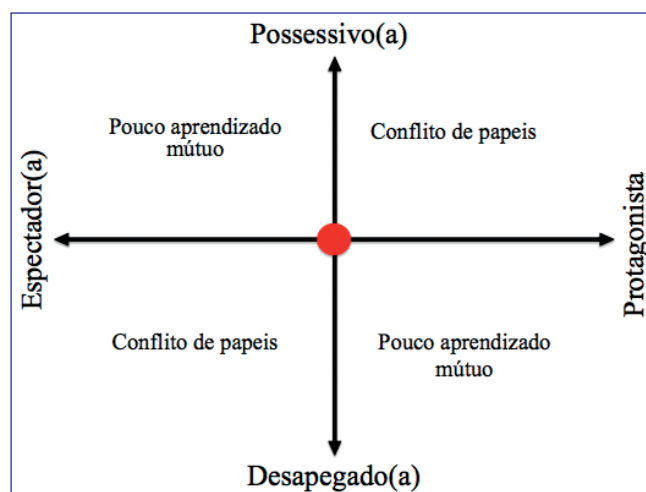 Possessivo(a)
Pouco aprendizado
mútuo
Conflito de papeis
Espectador(a)
Protagonista
Conflito de papeis
Pouco aprendizado
mútuo
Desapegado(a)